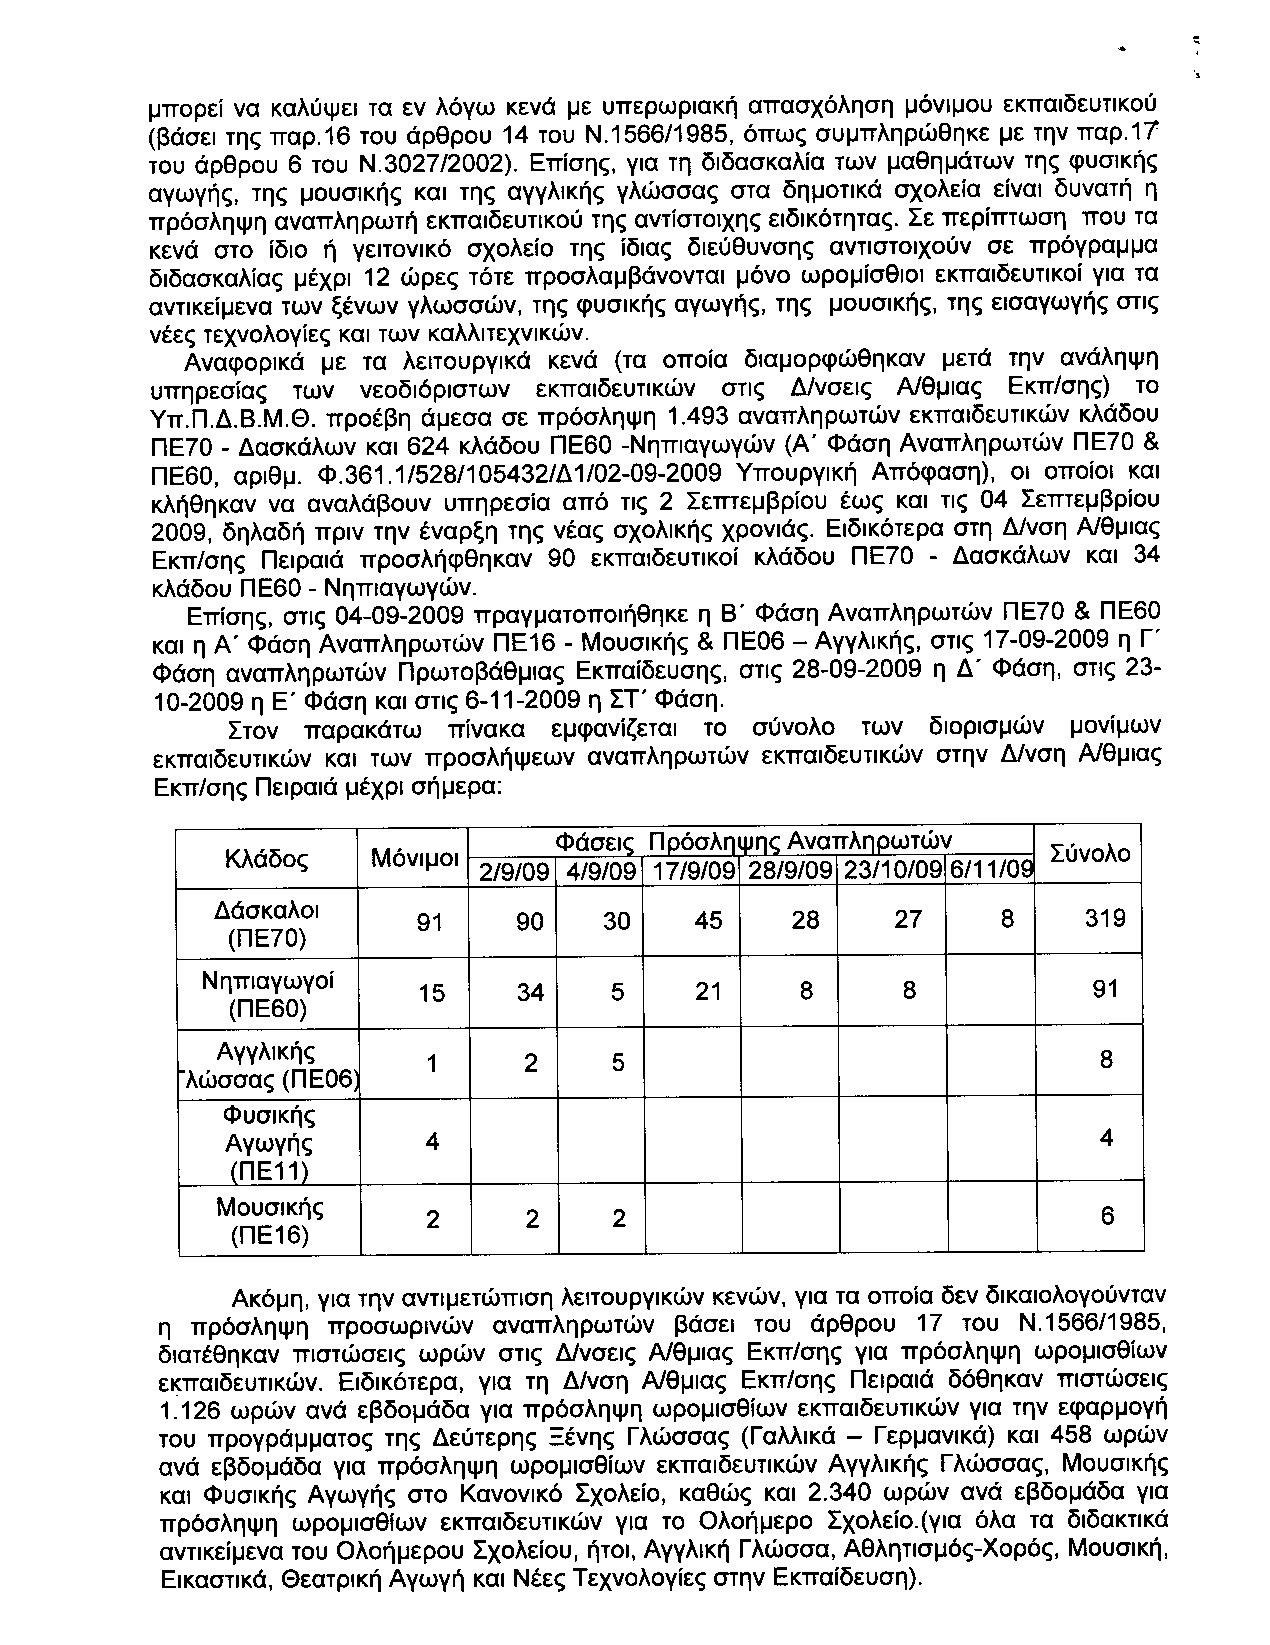 μπορεί να καλύψει τα εν λόγω κενά με υπερωριακή απασχόληση μόνιμου εκπαιδευτικού
(βάσει της παρ.16 του άρθρου 14 του Ν.1566/1985, όπως συμπληρώθηκε με την παρ.17
του άρθρου 6 του Ν.3027/2002). Επίσης, για τη διδασκαλία των μαθημάτων της φυσικής
αγωγής, της μουσικής και της αγγλικής γλώσσας στα δημοτικά σχολεία είναι δυνατή η
πρόσληψη αναπληρωτή εκπαιδευτικού της αντίστοιχης ειδικότητας. Σε περίπτωση που τα
κενά στο ίδιο ή γειτονικό σχολείο της ίδιας διεύθυνσης αντιστοιχούν σε πρόγραμμα
διδασκαλίας μέχρι 12 ώρες τότε προσλαμβάνονται μόνο ωρομίσθιοι εκπαιδευτικοί για τα
αντικείμενα των ξένων γλωσσών, της φυσικής αγωγής, της μουσικής, της εισαγωγής στις
νέες τεχνολογίες και των καλλιτεχνικών.
Αναφορικά με τα λειτουργικά κενά (τα οποία διαμορφώθηκαν μετά την ανάληψη
υπηρεσίας των νεοδιόριστων εκπαιδευτικών στις Δ/νσεις Α/θμιας Εκπ/σης) το
Υπ.Π.Δ.Β.Μ.Θ. προέβη άμεσα σε πρόσληψη 1.493 αναπληρωτών εκπαιδευτικών κλάδου
ΠΕ70 - Δασκάλων και 624 κλάδου ΠΕ60 -Νηπιαγωγών (Α΄ Φάση Αναπληρωτών ΠΕ70 &
ΠΕ60, αριθμ. Φ.361.1/528/105432/Δ1/02-09-2009 Υπουργική Απόφαση), οι οποίοι και
κλήθηκαν να αναλάβουν υπηρεσία από τις 2 Σεπτεμβρίου έως και τις 04 Σεπτεμβρίου
2009, δηλαδή πριν την έναρξη της νέας σχολικής χρονιάς. Ειδικότερα στη Δ/νση Α/θμιας
Εκπ/σης Πειραιά προσλήφθηκαν 90 εκπαιδευτικοί κλάδου ΠΕ70 - Δασκάλων και 34
κλάδου ΠΕ60 - Νηπιαγωγών.
Επίσης, στις 04-09-2009 πραγματοποιήθηκε η Β΄ Φάση Αναπληρωτών ΠΕ70 & ΠΕ60
και η Α΄ Φάση Αναπληρωτών ΠΕ16 - Μουσικής & ΠΕ06 – Αγγλικής, στις 17-09-2009 η Γ΄
Φάση αναπληρωτών Πρωτοβάθμιας Εκπαίδευσης, στις 28-09-2009 η Δ΄ Φάση, στις 23-
10-2009 η Ε΄ Φάση και στις 6-11-2009 η ΣΤ΄ Φάση.
Στον παρακάτω πίνακα εμφανίζεται το σύνολο των διορισμών μονίμων
εκπαιδευτικών και των προσλήψεων αναπληρωτών εκπαιδευτικών στην Δ/νση Α/θμιας
Εκπ/σης Πειραιά μέχρι σήμερα:
Κλάδος Μόνιμοι Φάσεις Πρόσληψης Αναπληρωτών Σύνολο
2/9/09 4/9/09 17/9/09 28/9/09 23/10/09 6/11/09
Δάσκαλοι
(ΠΕ70) 91 90 30 45 28 27 8 319
Νηπιαγωγοί
(ΠΕ60) 15 34 5 21 8 8 91
Αγγλικής
Γλώσσας (ΠΕ06) 1 2 5 8
Φυσικής
Αγωγής 4 4
(ΠΕ11)
Μουσικής
(ΠΕ16) 2 2 2 6
Ακόμη, για την αντιμετώπιση λειτουργικών κενών, για τα οποία δεν δικαιολογούνταν
η πρόσληψη προσωρινών αναπληρωτών βάσει του άρθρου 17 του Ν.1566/1985,
διατέθηκαν πιστώσεις ωρών στις Δ/νσεις Α/θμιας Εκπ/σης για πρόσληψη ωρομισθίων
εκπαιδευτικών. Ειδικότερα, για τη Δ/νση Α/θμιας Εκπ/σης Πειραιά δόθηκαν πιστώσεις
1.126 ωρών ανά εβδομάδα για πρόσληψη ωρομισθίων εκπαιδευτικών για την εφαρμογή
του προγράμματος της Δεύτερης Ξένης Γλώσσας (Γαλλικά – Γερμανικά) και 458 ωρών
ανά εβδομάδα για πρόσληψη ωρομισθίων εκπαιδευτικών Αγγλικής Γλώσσας, Μουσικής
και Φυσικής Αγωγής στο Κανονικό Σχολείο, καθώς και 2.340 ωρών ανά εβδομάδα για
πρόσληψη ωρομισθίων εκπαιδευτικών για το Ολοήμερο Σχολείο.(για όλα τα διδακτικά
αντικείμενα του Ολοήμερου Σχολείου, ήτοι, Αγγλική Γλώσσα, Αθλητισμός-Χορός, Μουσική,
Εικαστικά, Θεατρική Αγωγή και Νέες Τεχνολογίες στην Εκπαίδευση).